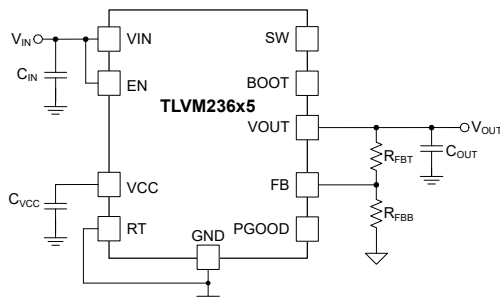 VIN
VIN
SW
CIN
EN
BOOT
TLVM236x5
VOUT
VOUT
RFBT
COUT
VCC
FB
CVCC
RFBB
RT
GND
PGOOD